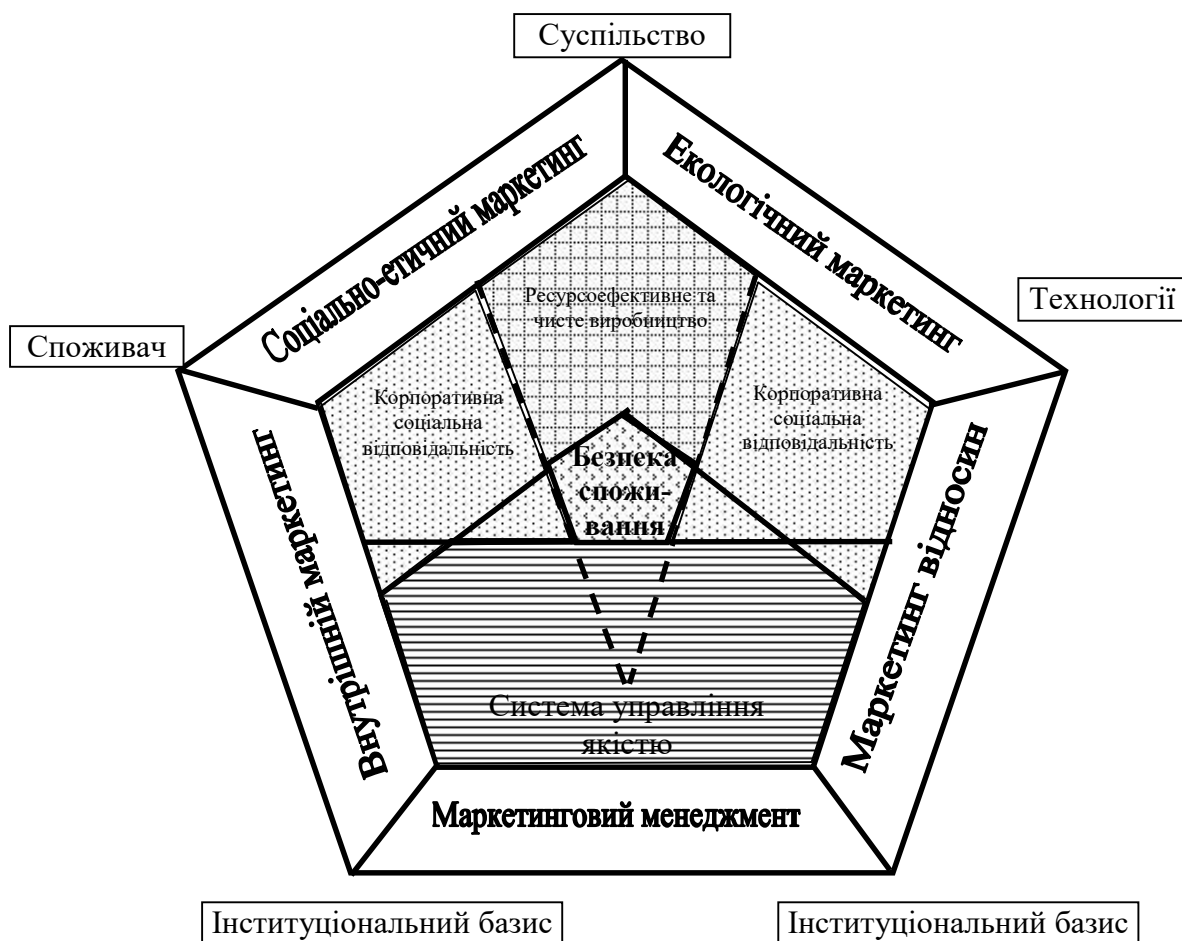 Суспільство
Соціально-етичний маркетинг
Екологічний маркетинг
Технології
Споживач
Ресурсоефективне та
чисте виробництво
Корпоративна
соціальна
відповідальність
Корпоративна
соціальна
відповідальність
Безпека
спожи-
вання
Внутрішній маркетинг
Маркетинг відносин
Система управління
якістю
Маркетинговий менеджмент
Інституціональний базис
Інституціональний базис